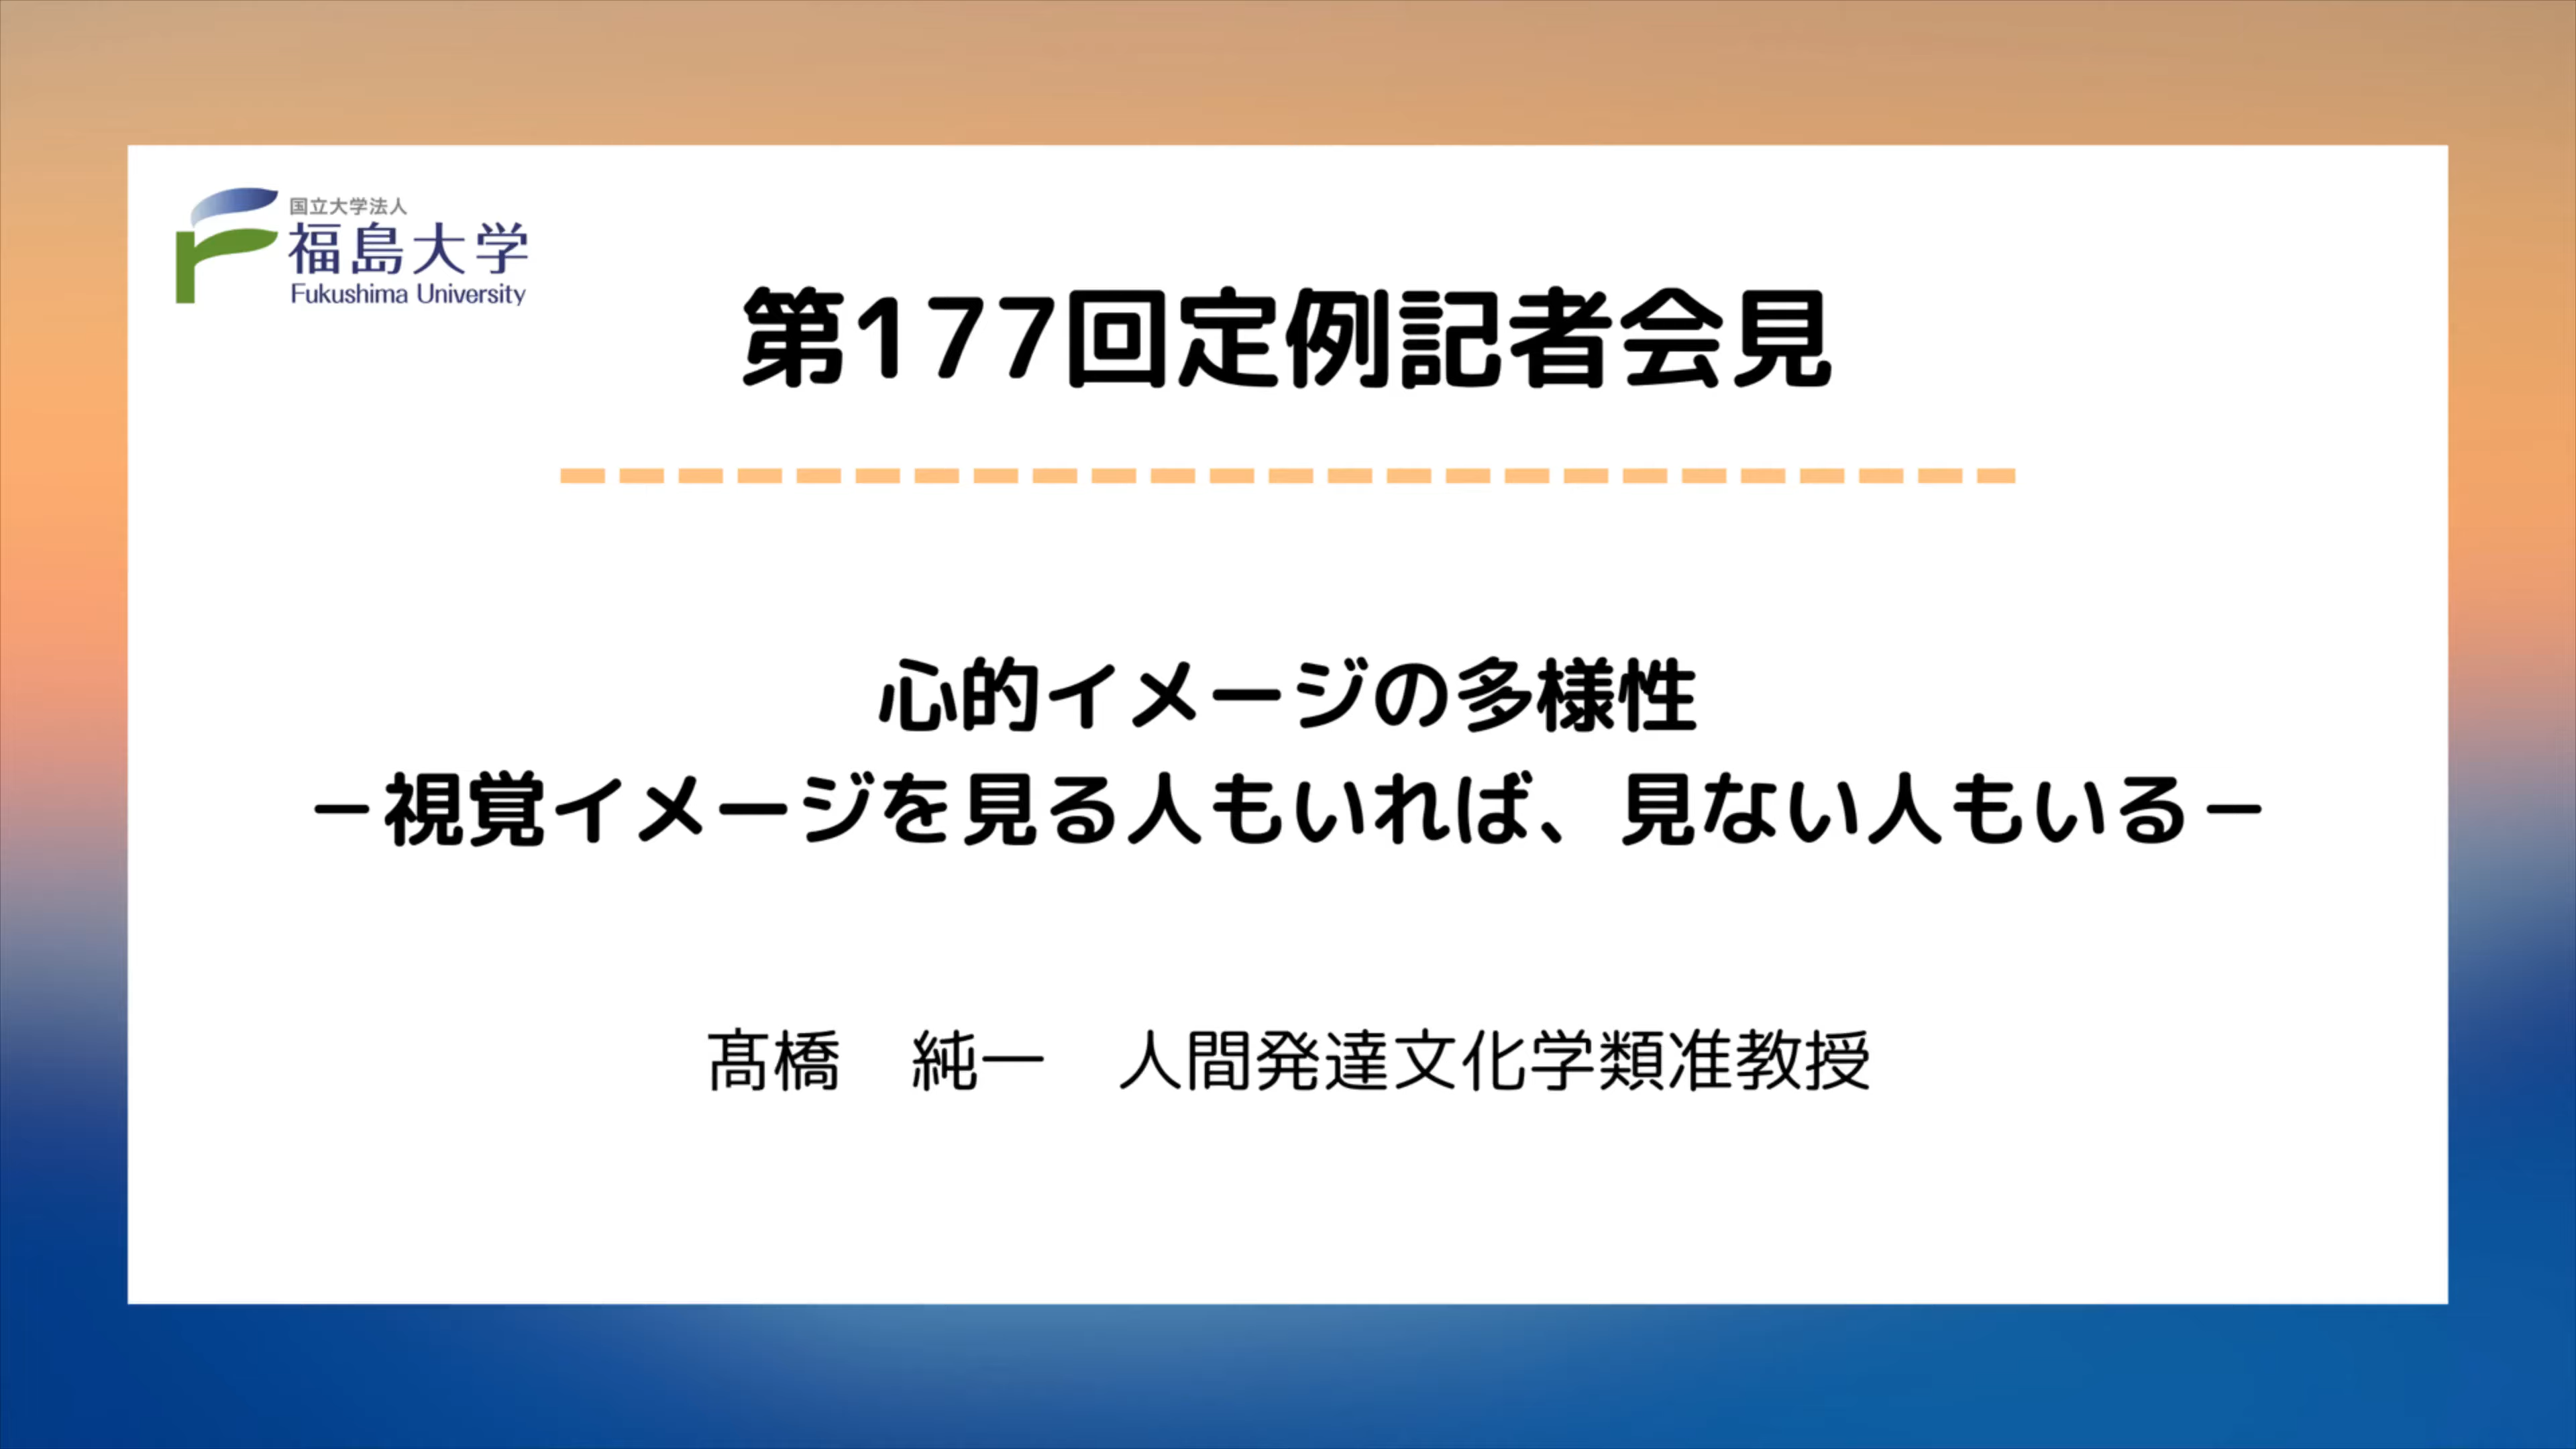 国立大学法人
福島大学
Fukushima University
第177回定例記者会見
心的イメージの多様性
－視覚イメージを見る人もいれば、見ない人もいる－
髙橋　純一　人間発達文化学類准教授